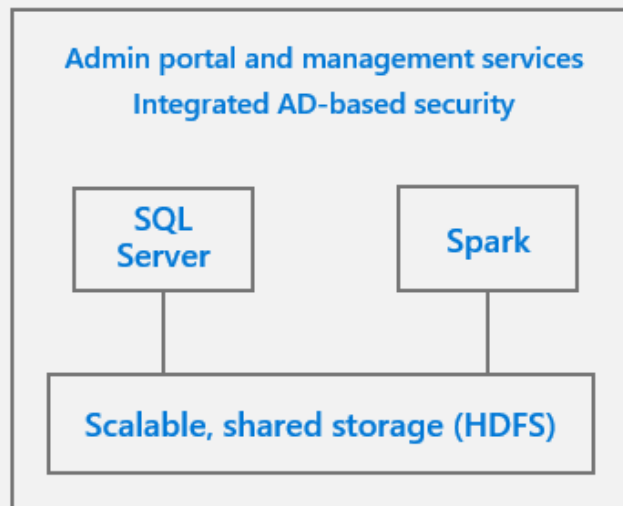 Admin portal and management services
Integrated AD-based security
SQL
Server
Spark
Scalable, shared storage (HDFS)